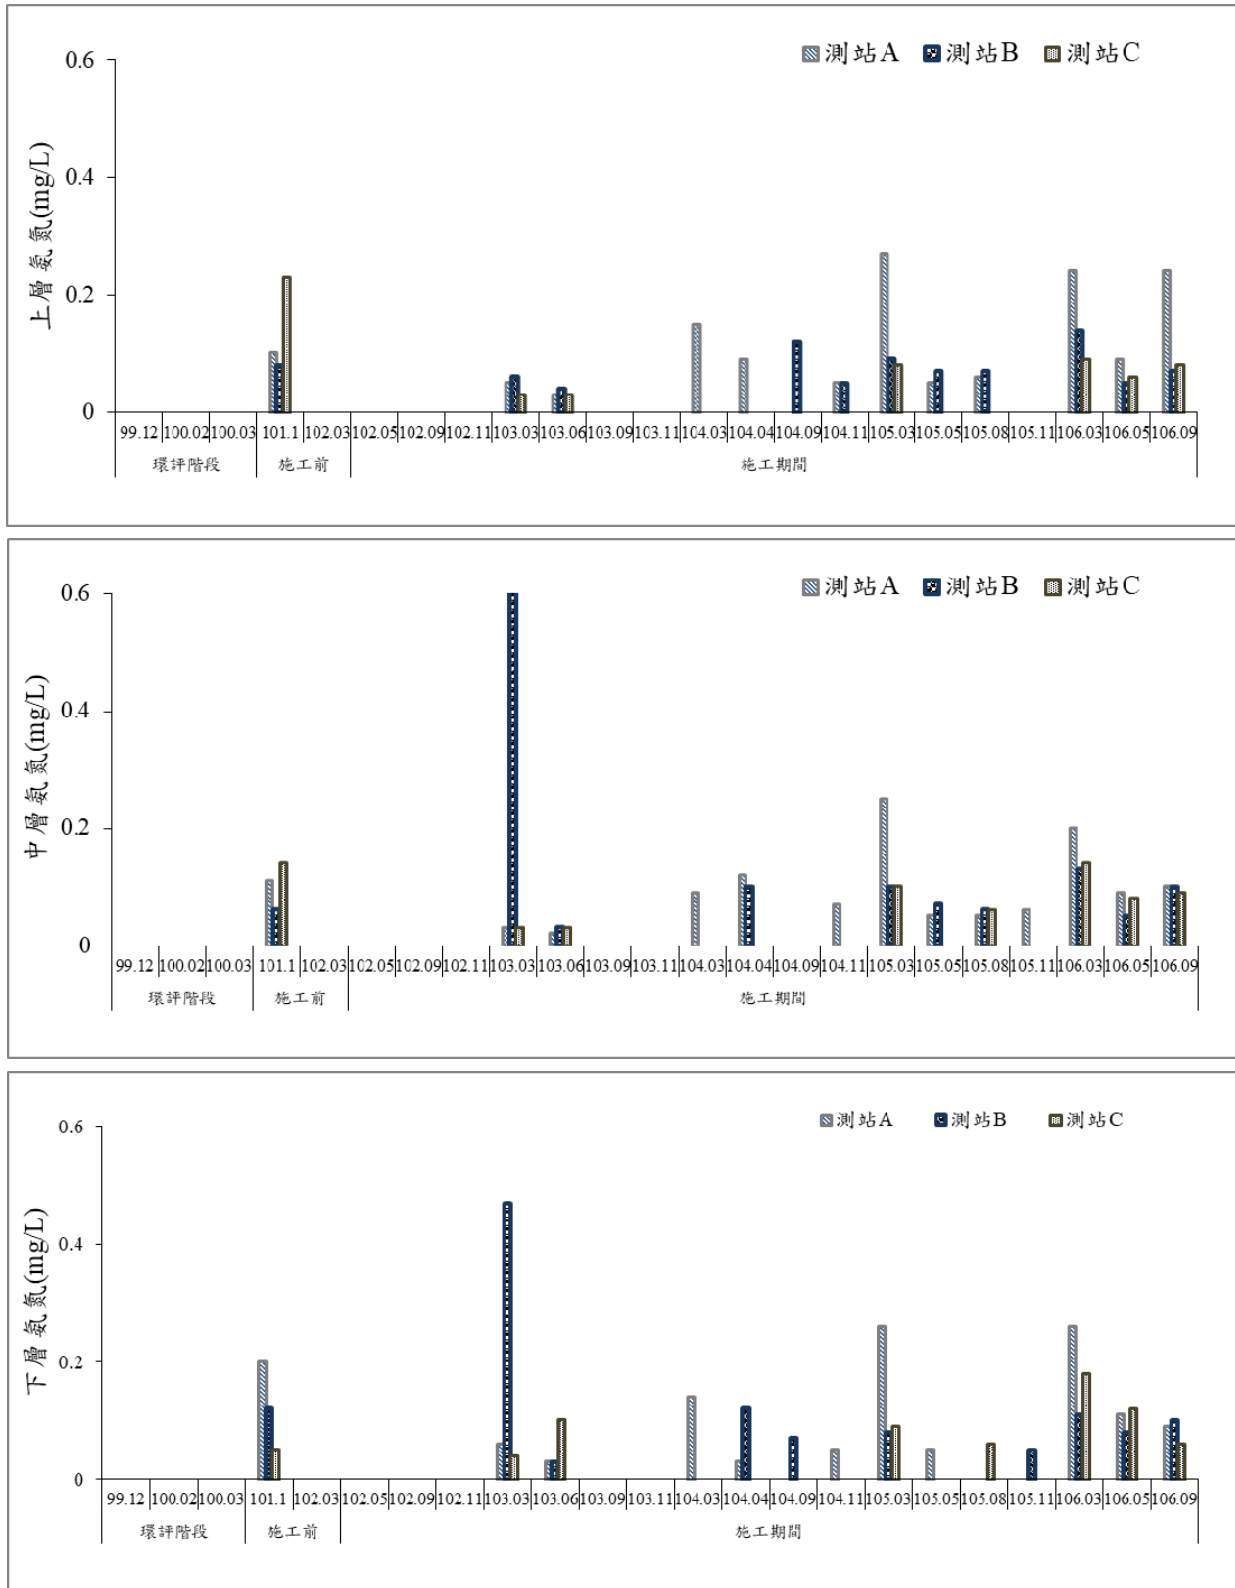 測站A 測站B 測站C
上層氨氮(mg/L)
0.6
0.4
0.2
0
99.12 100.02 100.03 101.1 102.03 102.05 102.09 102.11 103.03 103.06 103.09 103.11 104.03 104.04 104.09 104.11 105.03 105.05 105.08 105.11 106.03 106.05 106.09
環評階段 施工前 施工期間
測站A 測站B 測站C
中層氨氮(mg/L)
0.6
0.4
0.2
0
99.12 100.02 100.03 101.1 102.03 102.05 102.09 102.11 103.03 103.06 103.09 103.11 104.03 104.04 104.09 104.11 105.03 105.05 105.08 105.11 106.03 106.05 106.09
環評階段 施工前 施工期間
測站A 測站B 測站C
下層氨氮(mg/L)
0.6
0.4
0.2
0
99.12 100.02 100.03 101.1 102.03 102.05 102.09 102.11 103.03 103.06 103.09 103.11 104.03 104.04 104.09 104.11 105.03 105.05 105.08 105.11 106.03 106.05 106.09
環評階段 施工前 施工期間